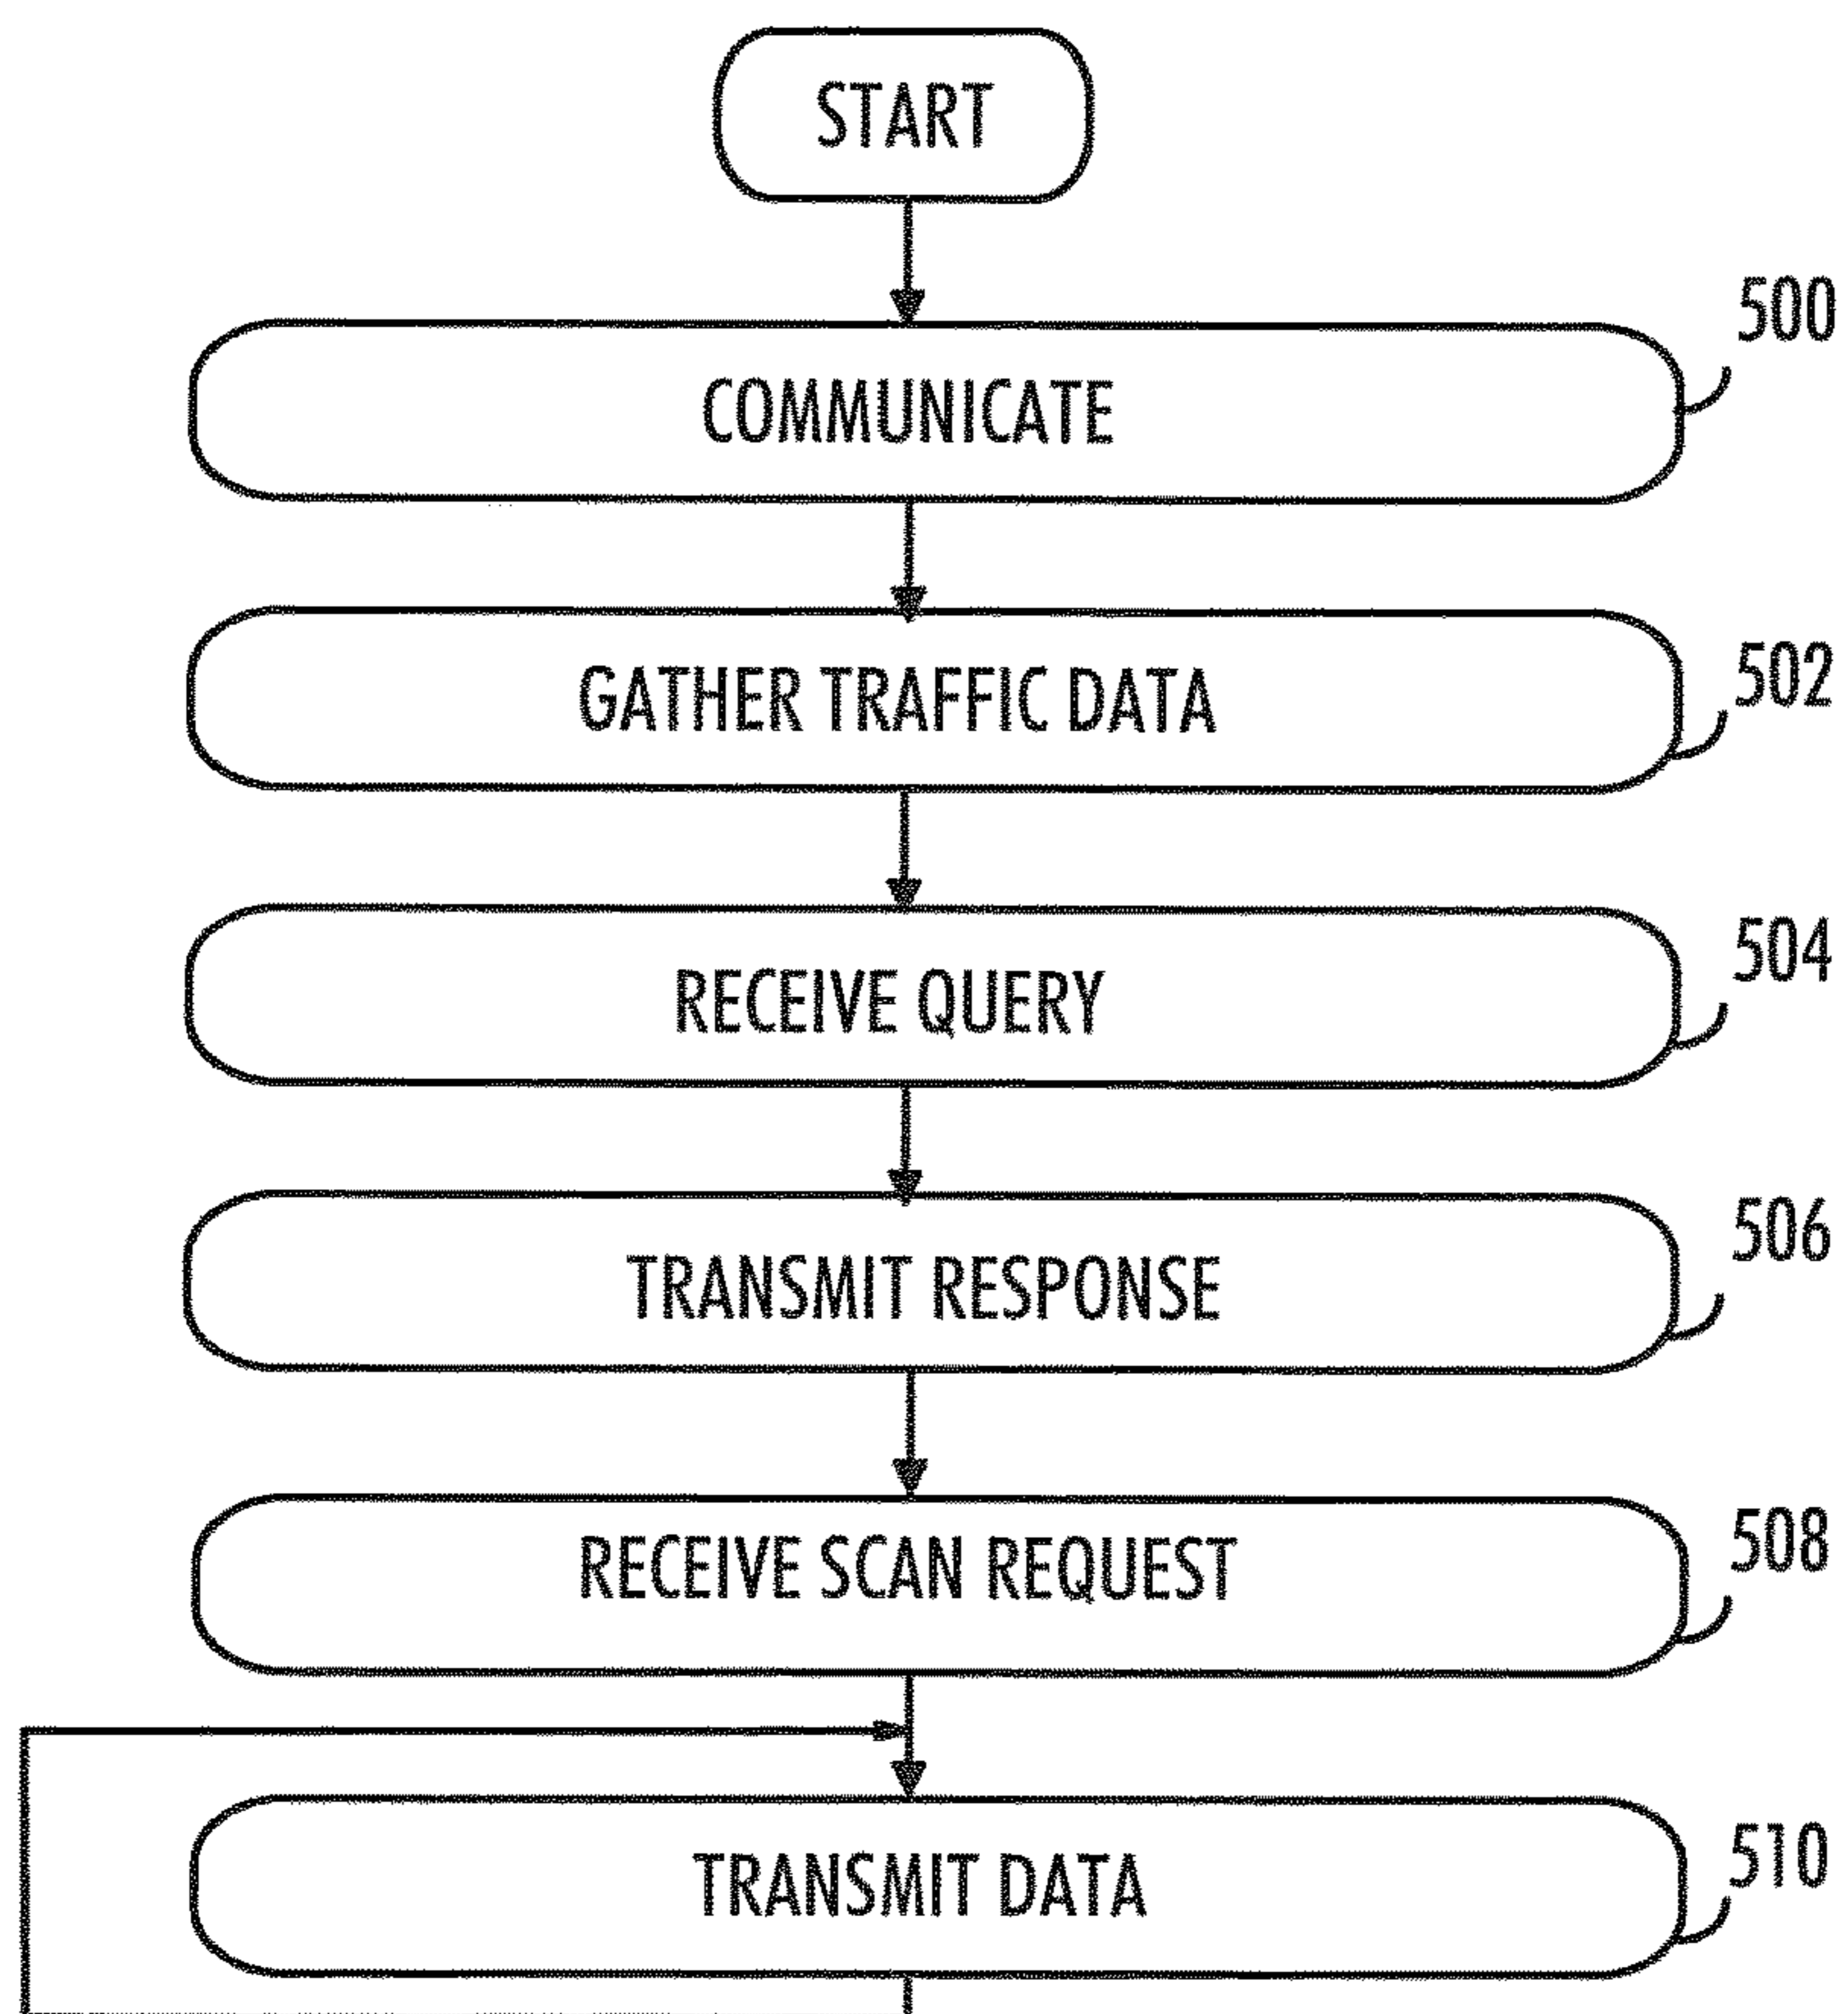 START
500
COMMUNICATE
502
GATHER TRAFFIC DATA
504
RECEIVE QUERY
506
TRANSMIT RESPONSE
508
RECEIVE SCAN REQUEST
510
TRANSMIT DATA